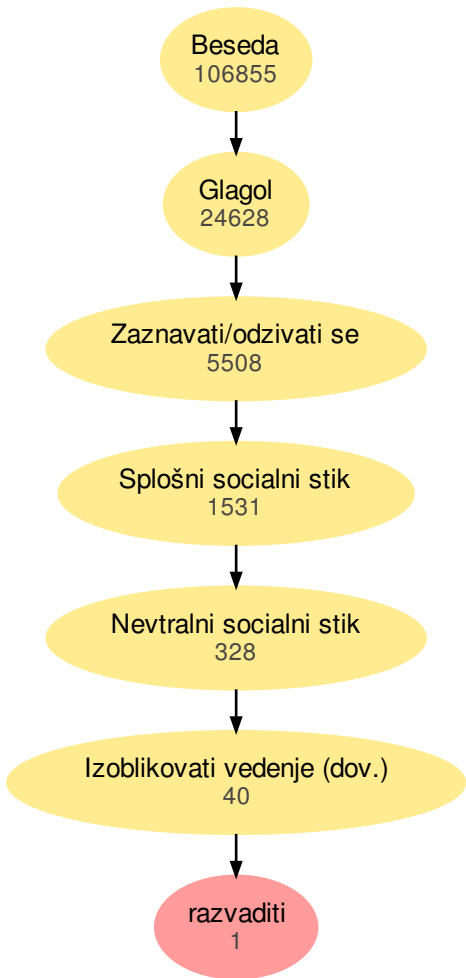 Beseda
106855
Glagol
24628
Zaznavati/odzivati se
5508
Splošni socialni stik
1531
Nevtralni socialni stik
328
Izoblikovati vedenje (dov.)
40
razvaditi
1